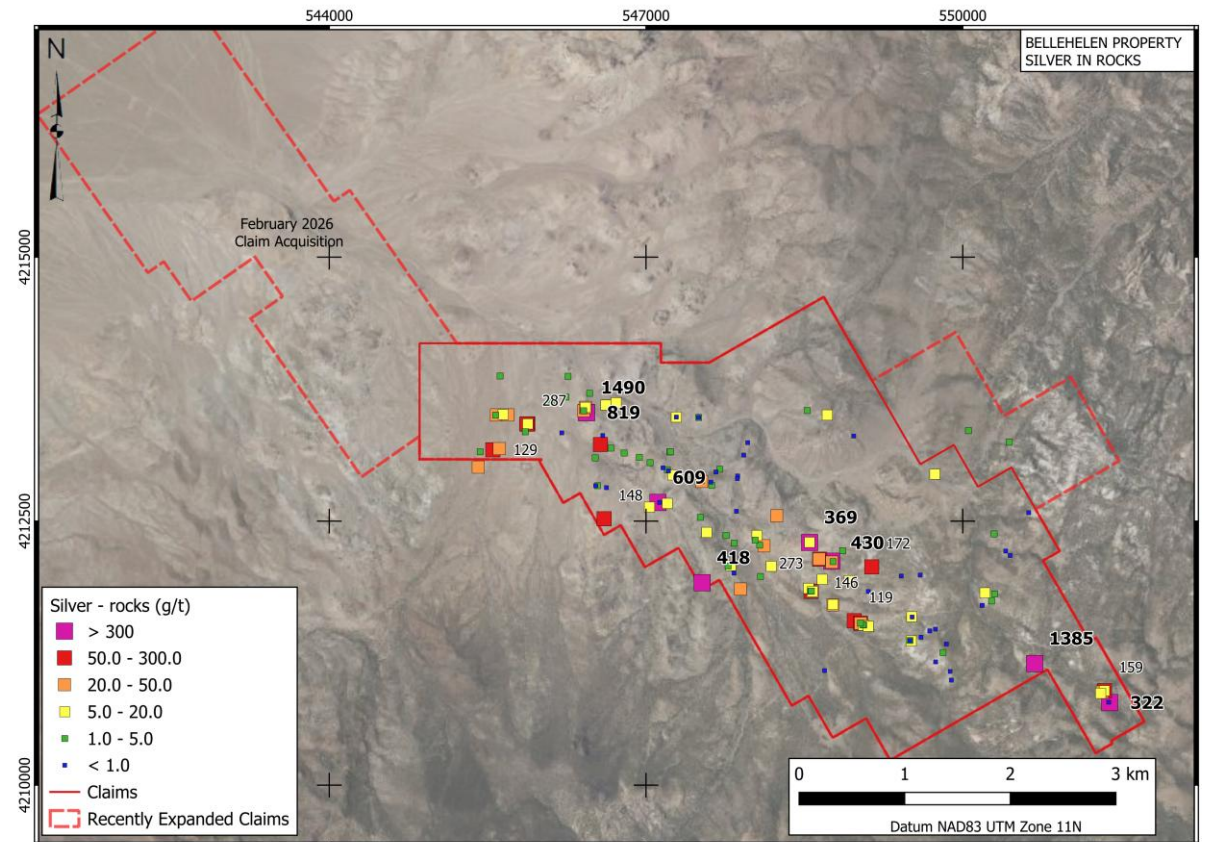 544000 547000 550000
N
BELLEHELEN PROPERTY
SILVER IN ROCKS
February 2026
Claim Acquisition
4215000
1490
287
819
129
609
148
4212500
369
430 172
418
273
146
119
1385
159
322
Silver - rocks (g/t)
> 300
50.0 - 300.0
20.0 - 50.0
5.0 - 20.0
1.0 - 5.0
< 1.0
Claims
Recently Expanded Claims
4210000
0 1 2 3 km
Datum NAD83 UTM Zone 11N